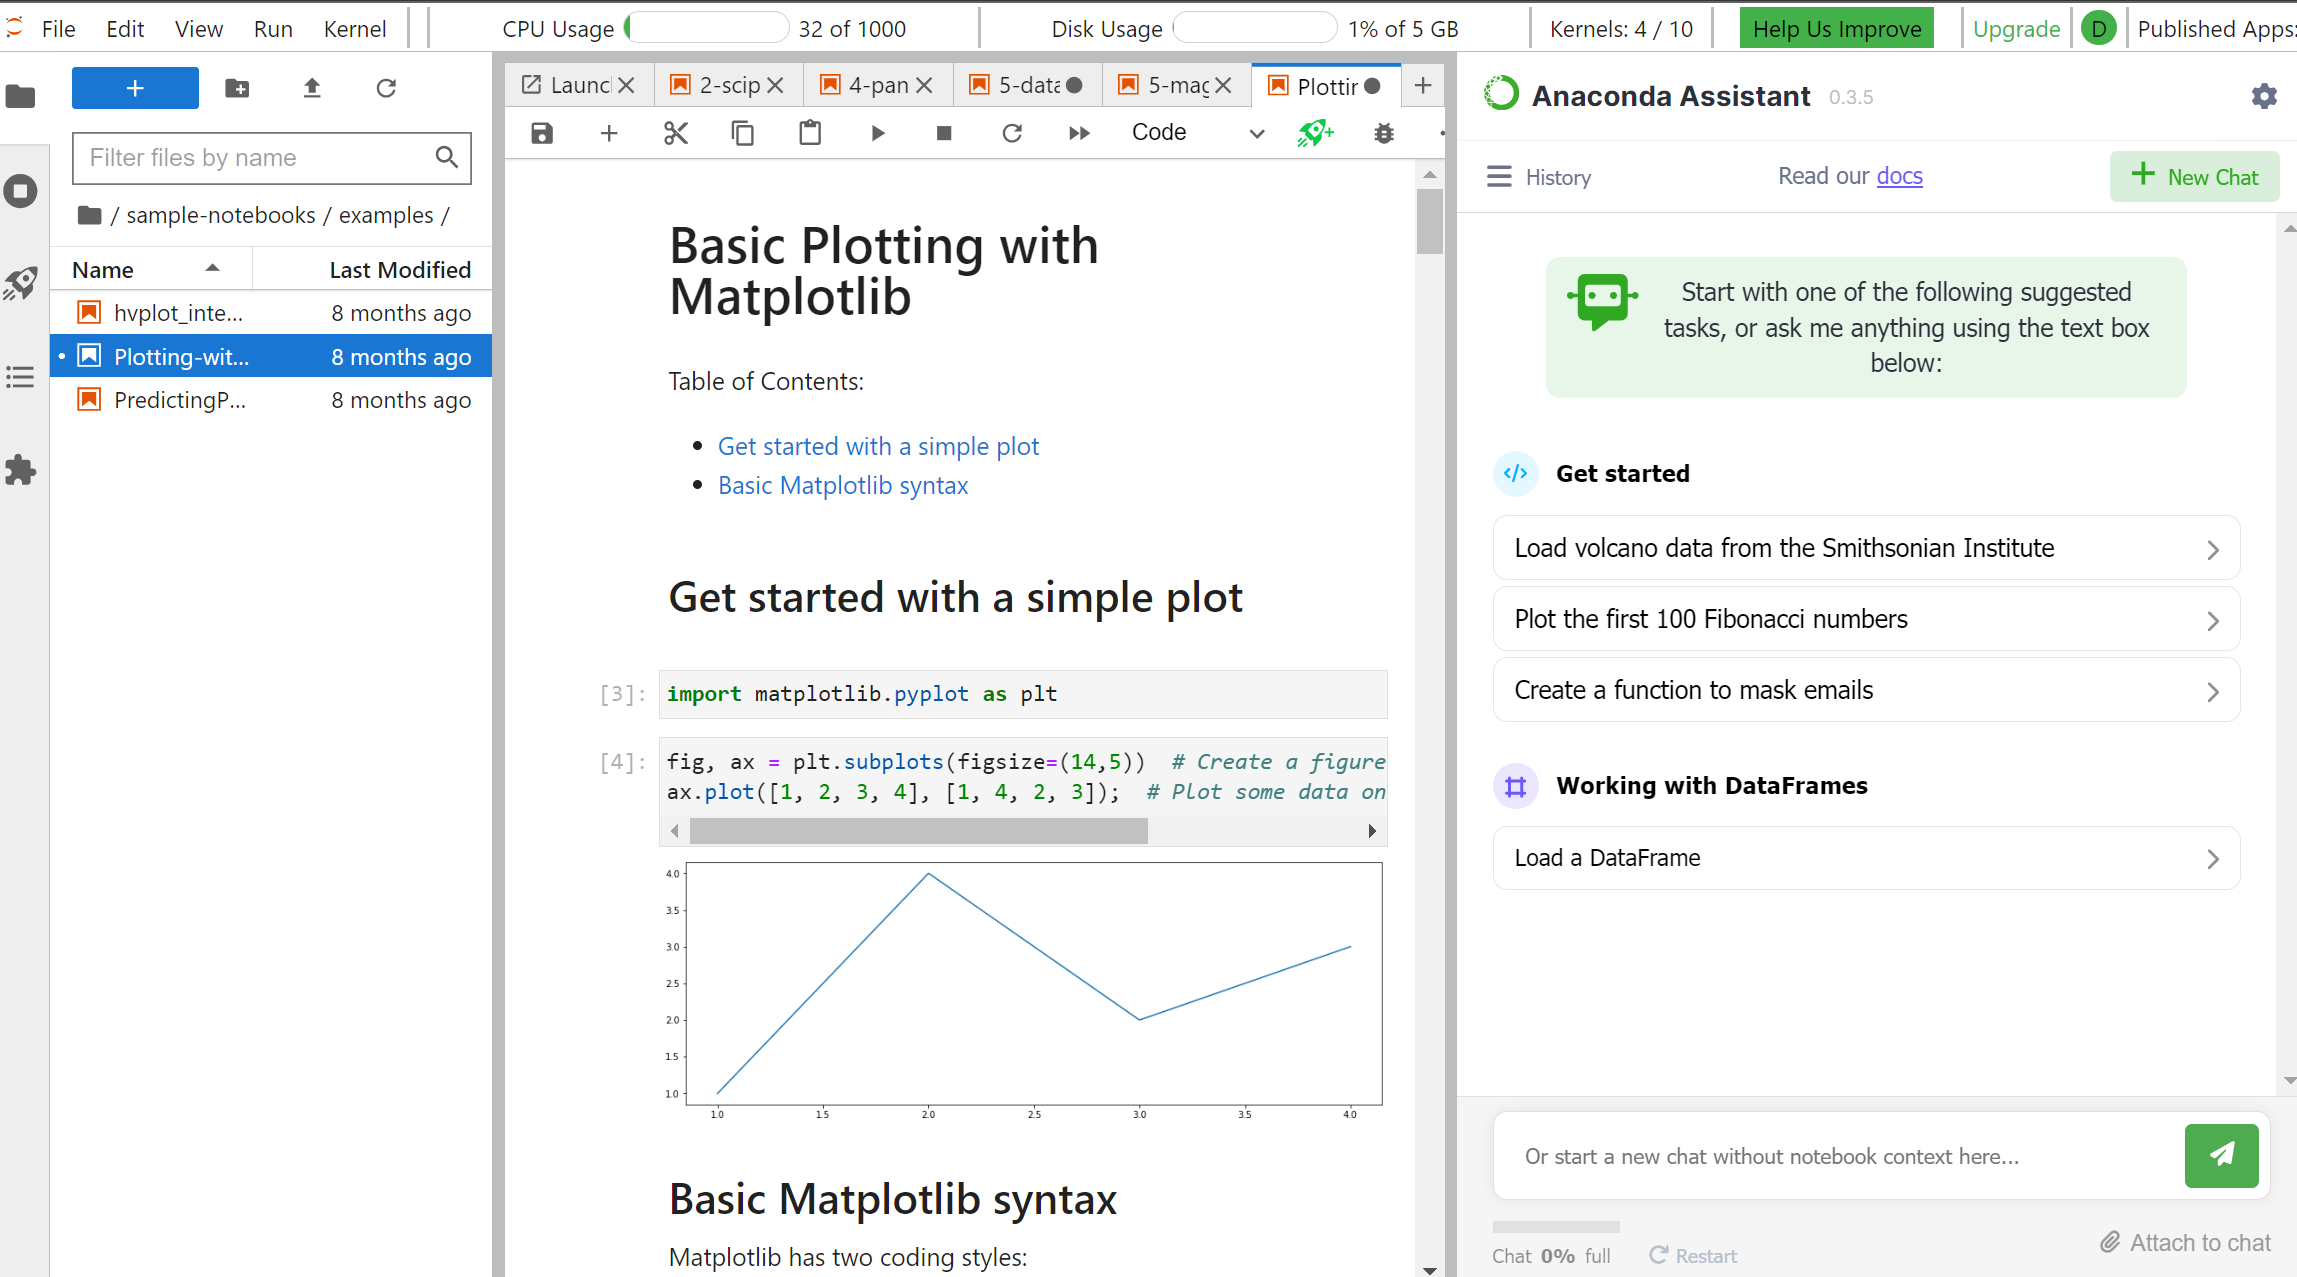 File Edit View Run Kernel CPU Usage 32 of 1000 Disk Usage 1% of 5 GB Kernels: 4 / 10 Help Us Improve Upgrade D Published Apps:
Filter files by name
/ sample-notebooks / examples /
Name Last Modified
hvplot_inte... 8 months ago
Plotting-wit... 8 months ago
PredictingP... 8 months ago
Launc 2-scip 4-pan 5-data 5-mag Plottin
Code
Basic Plotting with
Matplotlib
Table of Contents:
Get started with a simple plot
Basic Matplotlib syntax
Get started with a simple plot
[3]: import matplotlib.pyplot as plt
[4]: fig, ax = plt.subplots(figsize=(14,5)) # Create a figure
ax.plot([1, 2, 3, 4], [1, 4, 2, 3]); # Plot some data on
4.0
3.5
3.0
2.5
2.0
1.5
1.0
1.0 1.5 2.0 2.5 3.0 3.5 4.0
Basic Matplotlib syntax
Matplotlib has two coding styles:
Anaconda Assistant 0.3.5
History Read our docs New Chat
Start with one of the following suggested
tasks, or ask me anything using the text box
below:
Get started
Load volcano data from the Smithsonian Institute
Plot the first 100 Fibonacci numbers
Create a function to mask emails
Working with DataFrames
Load a DataFrame
Or start a new chat without notebook context here...
Chat 0% full Restart Attach to chat